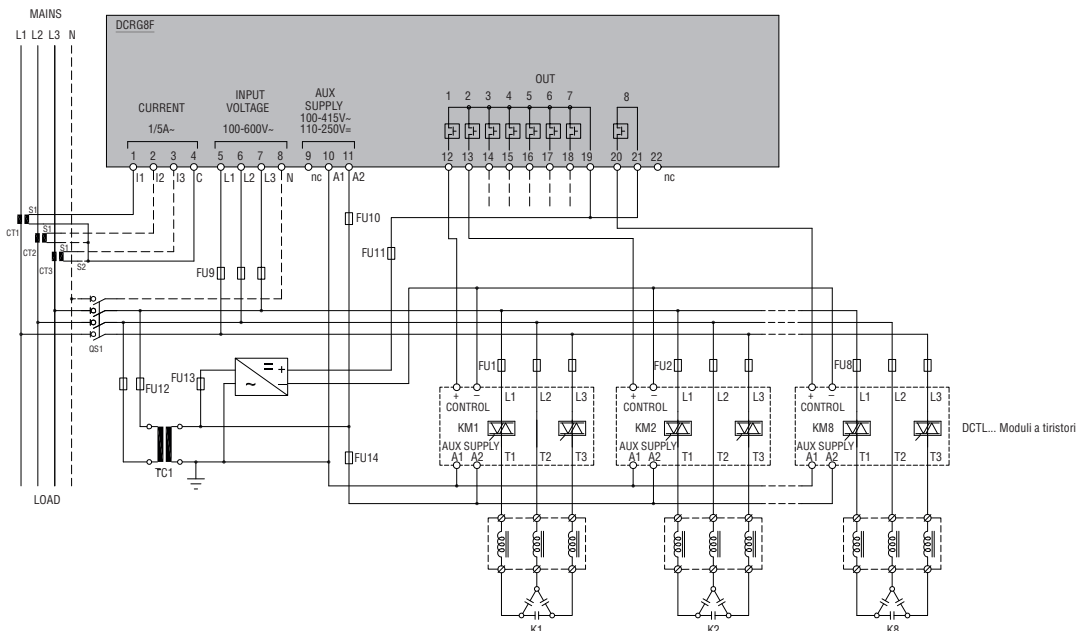 MAINS
L1 L2 L3 N
DCRG8F
CURRENT
1/5A~
INPUT
VOLTAGE
100-600V~
AUX
SUPPLY
100-415V~
110-250V=
OUT
1 2 3 4 5 6 7 8
1 2 3 4 5 6 7 8 9 10 11 12 13 14 15 16 17 18 19 20 21 22
I1 I2 I3 C L1 L2 L3 N nc A1 A2 nc
S1
CT1
S1
CT2
S1
CT3
S2
FU10
FU11
FU9
QS1
FU12
FU13
= +
~ –
FU14
TC1
LOAD
FU1
FU2
FU8
+ – L1 L2 L3
CONTROL
KM1
AUX SUPPLY
A1 A2 T1 T2 T3
+ – L1 L2 L3
CONTROL
KM2
AUX SUPPLY
A1 A2 T1 T2 T3
+ – L1 L2 L3
CONTROL
KM8
AUX SUPPLY
A1 A2 T1 T2 T3
DCTL... Moduli a tiristori
K1
K2
K8